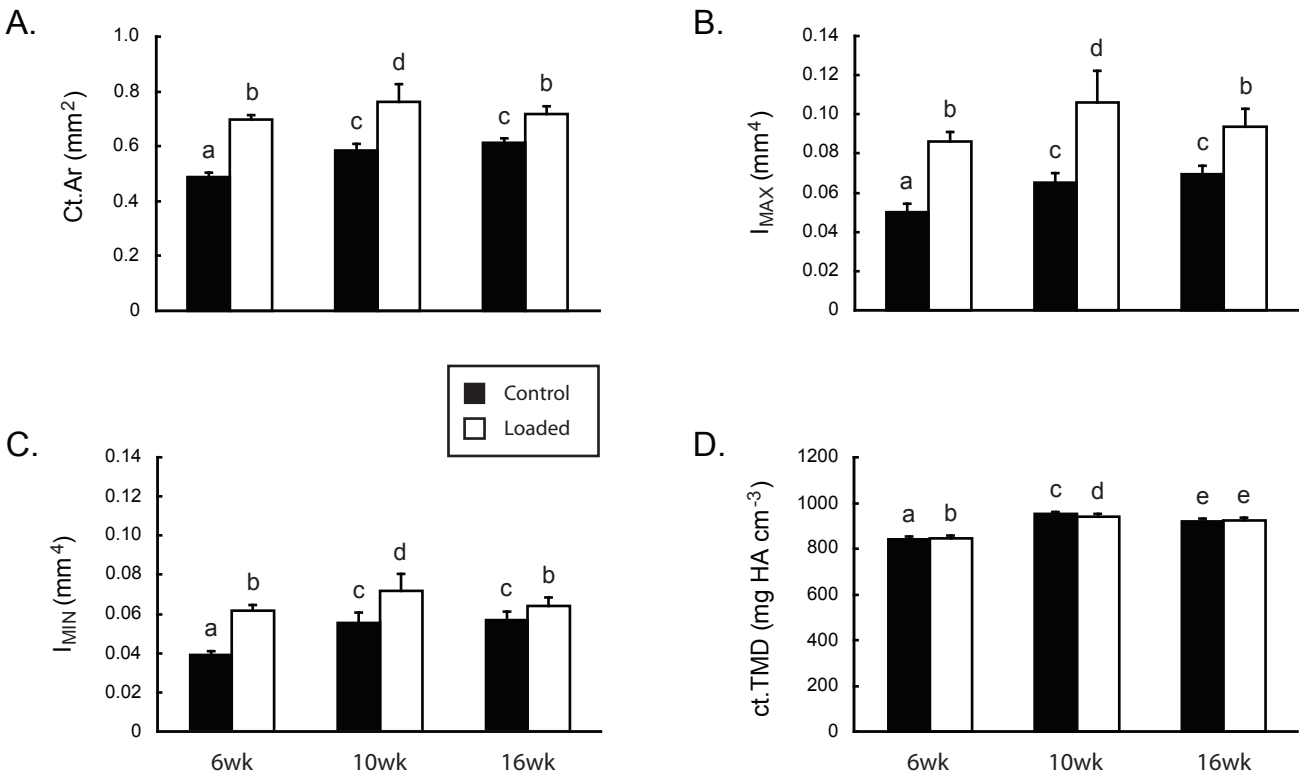 A.
Ct.Ar (mm²)
1.0
0.8
0.6
0.4
0.2
0
a
b
c
d
c
b
B.
I_MAX (mm⁴)
0.14
0.12
0.10
0.08
0.06
0.04
0.02
0
a
b
c
d
c
b
Control
Loaded
C.
I_MIN (mm⁴)
0.14
0.12
0.10
0.08
0.06
0.04
0.02
0
a
b
c
d
c
b
6wk
10wk
16wk
D.
ct.TMD (mg HA cm⁻³)
1200
1000
800
600
400
200
0
a
b
c
d
e
e
6wk
10wk
16wk